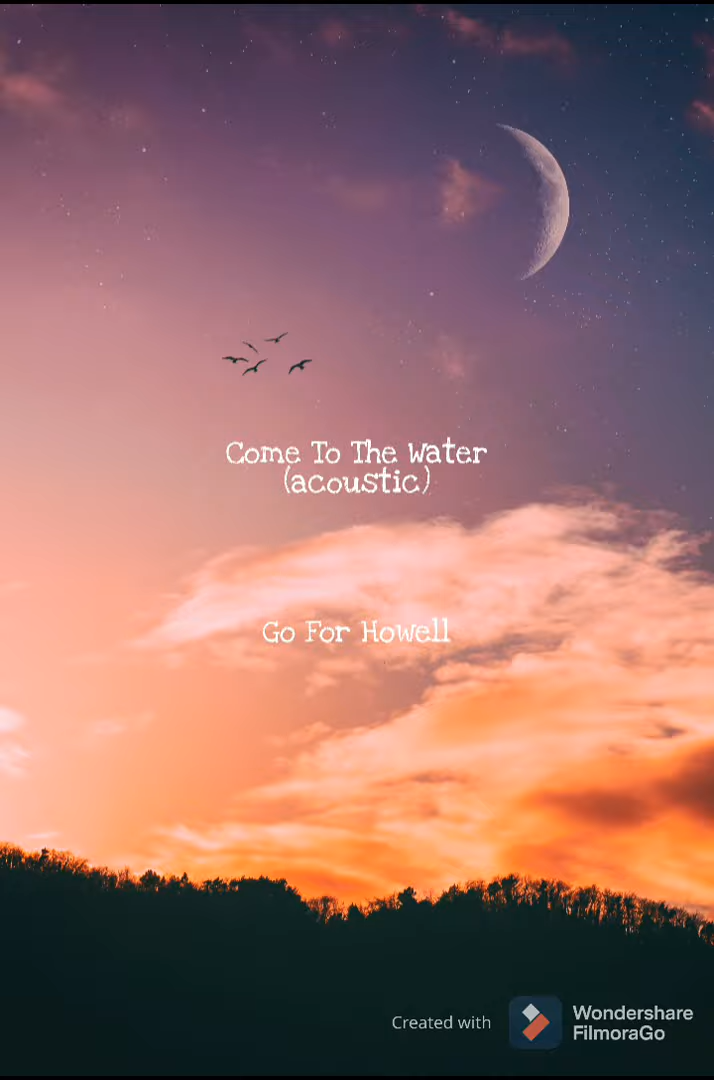 Come To The Water
(acoustic)
Go For Howell
Created with
Wondershare
FilmoraGo